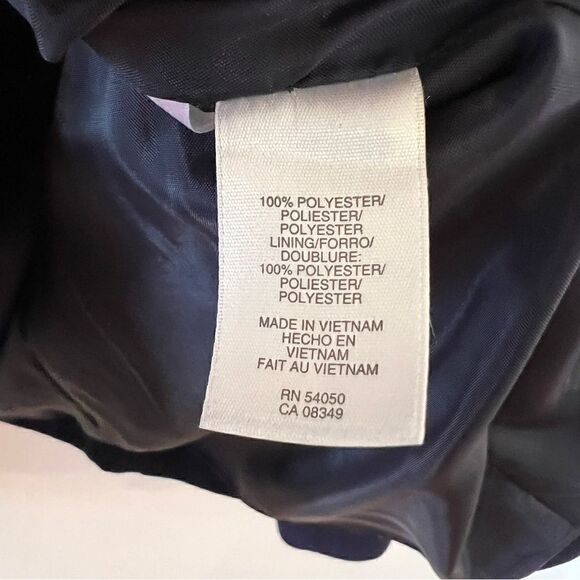 100% POLYESTER/
POLIESTER/
POLYESTER
LINING/FORRO/
DOUBLURE:
100% POLYESTER/
POLIESTER/
POLYESTER
MADE IN VIETNAM
HECHO EN
VIETNAM
FAIT AU VIETNAM
RN 54050
CA 08349